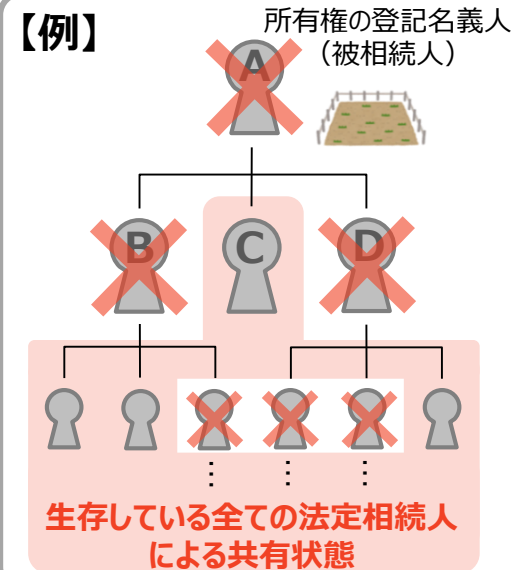 【例】
所有権の登記名義人
（被相続人）
A
B
C
D
⋮
⋮
⋮
生存している全ての法定相続人
による共有状態